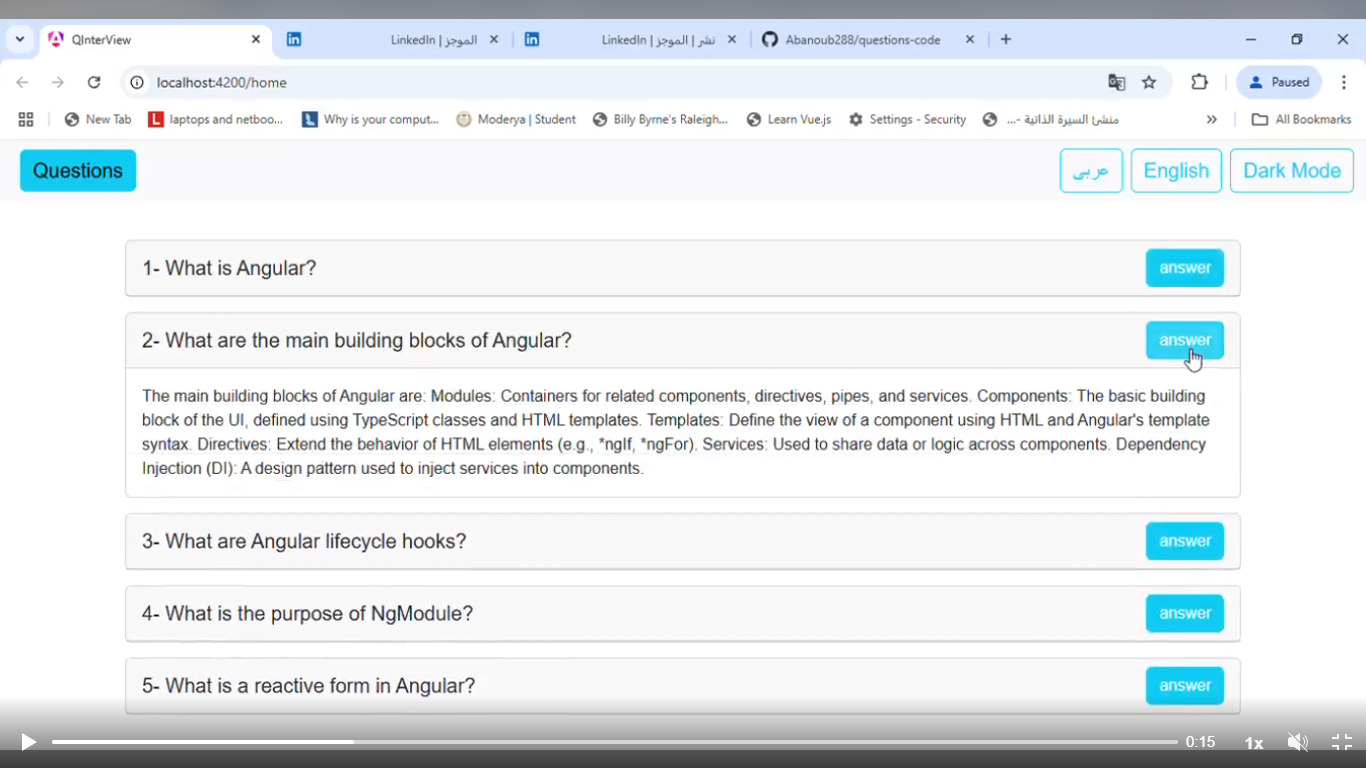 QInterView
LinkedIn | الموجز
LinkedIn | نشر | الموجز
Abanoub288/questions-code
localhost:4200/home
Paused
New Tab
laptops and netboo...
Why is your comput...
Moderya | Student
Billy Byrne's Raleigh...
Learn Vue.js
Settings - Security
منشئ السيرة الذاتية -...
All Bookmarks
Questions
عربى
English
Dark Mode
1- What is Angular?
answer
2- What are the main building blocks of Angular?
answer
The main building blocks of Angular are: Modules: Containers for related components, directives, pipes, and services. Components: The basic building
block of the UI, defined using TypeScript classes and HTML templates. Templates: Define the view of a component using HTML and Angular's template
syntax. Directives: Extend the behavior of HTML elements (e.g., *ngIf, *ngFor). Services: Used to share data or logic across components. Dependency
Injection (DI): A design pattern used to inject services into components.
3- What are Angular lifecycle hooks?
answer
4- What is the purpose of NgModule?
answer
5- What is a reactive form in Angular?
answer
0:15
1x